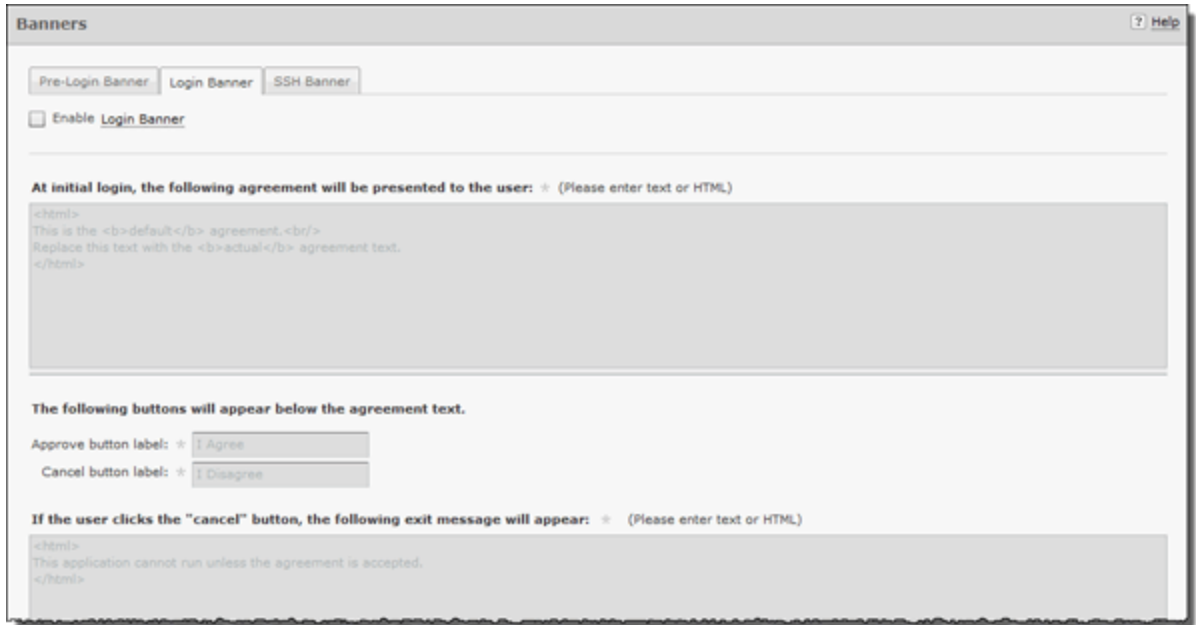 Banners
? Help
Pre-Login Banner Login Banner SSH Banner
Enable Login Banner
At initial login, the following agreement will be presented to the user: * (Please enter text or HTML)
<html>
This is the <b>default</b> agreement.<br/>
Replace this text with the <b>actual</b> agreement text.
</html>
The following buttons will appear below the agreement text.
Approve button label: * I Agree
Cancel button label: * I Disagree
If the user clicks the "cancel" button, the following exit message will appear: * (Please enter text or HTML)
<html>
This application cannot run unless the agreement is accepted.
</html>